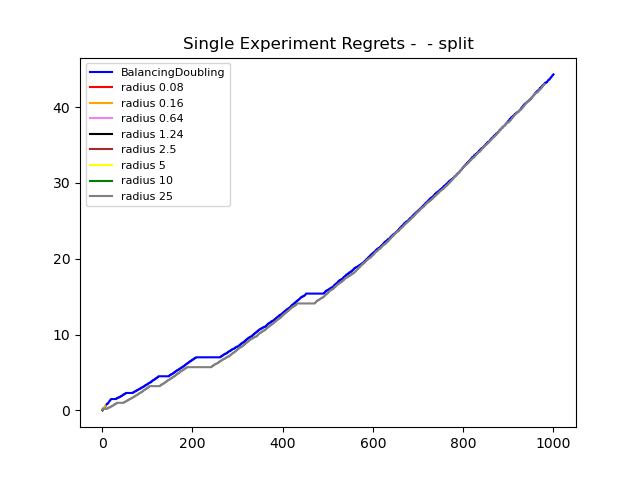 Single Experiment Regrets -  - split
BalancingDoubling
radius 0.08
radius 0.16
radius 0.64
radius 1.24
radius 2.5
radius 5
radius 10
radius 25
40
30
20
10
0
0 200 400 600 800 1000